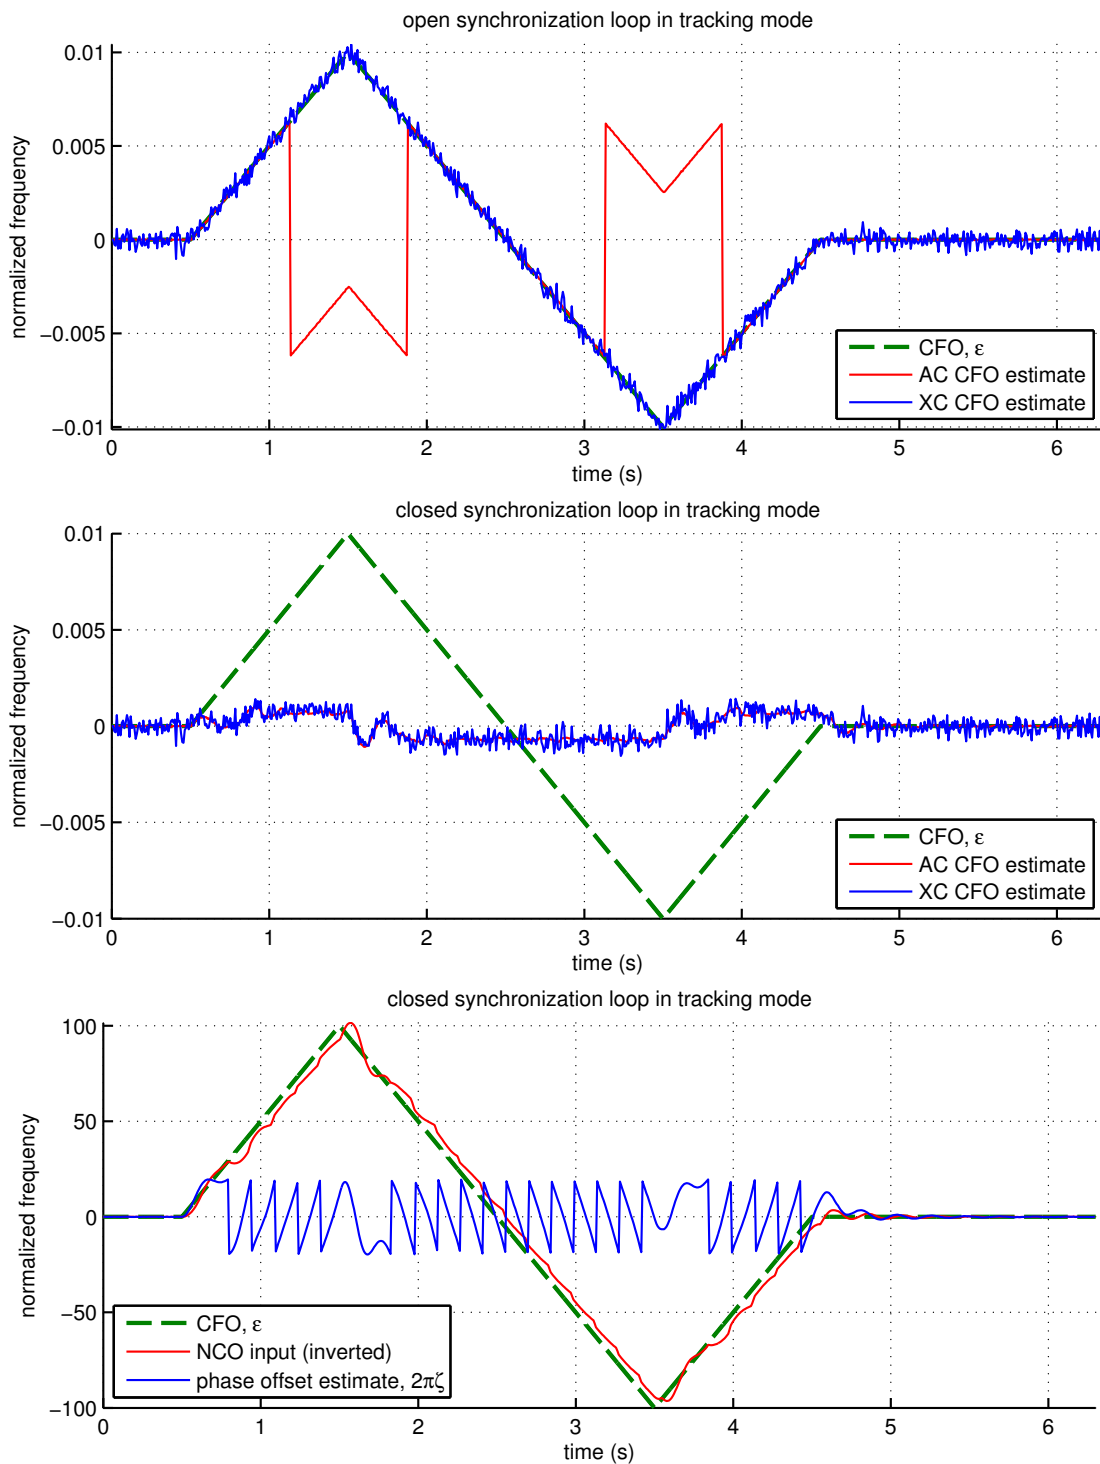 open synchronization loop in tracking mode
0.01
0.005
0
−0.005
−0.01
normalized frequency
0 1 2 3 4 5 6
time (s)
CFO, ε
AC CFO estimate
XC CFO estimate
closed synchronization loop in tracking mode
0.01
0.005
0
−0.005
−0.01
normalized frequency
0 1 2 3 4 5 6
time (s)
CFO, ε
AC CFO estimate
XC CFO estimate
closed synchronization loop in tracking mode
100
50
0
−50
−100
normalized frequency
0 1 2 3 4 5 6
time (s)
CFO, ε
NCO input (inverted)
phase offset estimate, 2πζ